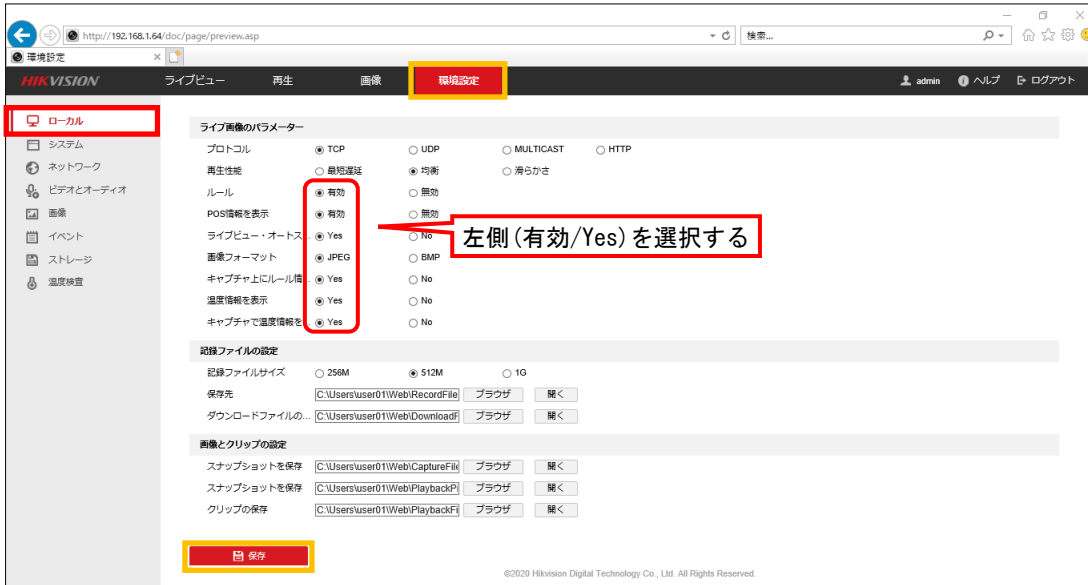 http://192.168.1.64/doc/page/preview.asp
検索...
環境設定
HIKVISION ライブビュー 再生 画像 環境設定 admin ヘルプ ログアウト
ローカル
システム
ネットワーク
ビデオとオーディオ
画像
イベント
ストレージ
温度検査
ライブ画像のパラメーター
プロトコル TCP UDP MULTICAST HTTP
再生性能 最短遅延 均衡 滑らかさ
ルール 有効 無効
POS情報を表示 有効 無効
ライブビュー・オートス... Yes No
左側(有効/Yes)を選択する
画像フォーマット JPEG BMP
キャプチャ上にルール情... Yes No
温度情報を表示 Yes No
キャプチャで温度情報を... Yes No
記録ファイルの設定
記録ファイルサイズ 256M 512M 1G
保存先 C:\Users\user01\Web\RecordFile ブラウザ 開く
ダウンロードファイルの... C:\Users\user01\Web\DownloadF ブラウザ 開く
画像とクリップの設定
スナップショットを保存 C:\Users\user01\Web\CaptureFile ブラウザ 開く
スナップショットを保存 C:\Users\user01\Web\PlaybackPi ブラウザ 開く
クリップの保存 C:\Users\user01\Web\PlaybackFi ブラウザ 開く
保存
©2020 Hikvision Digital Technology Co., Ltd. All Rights Reserved.